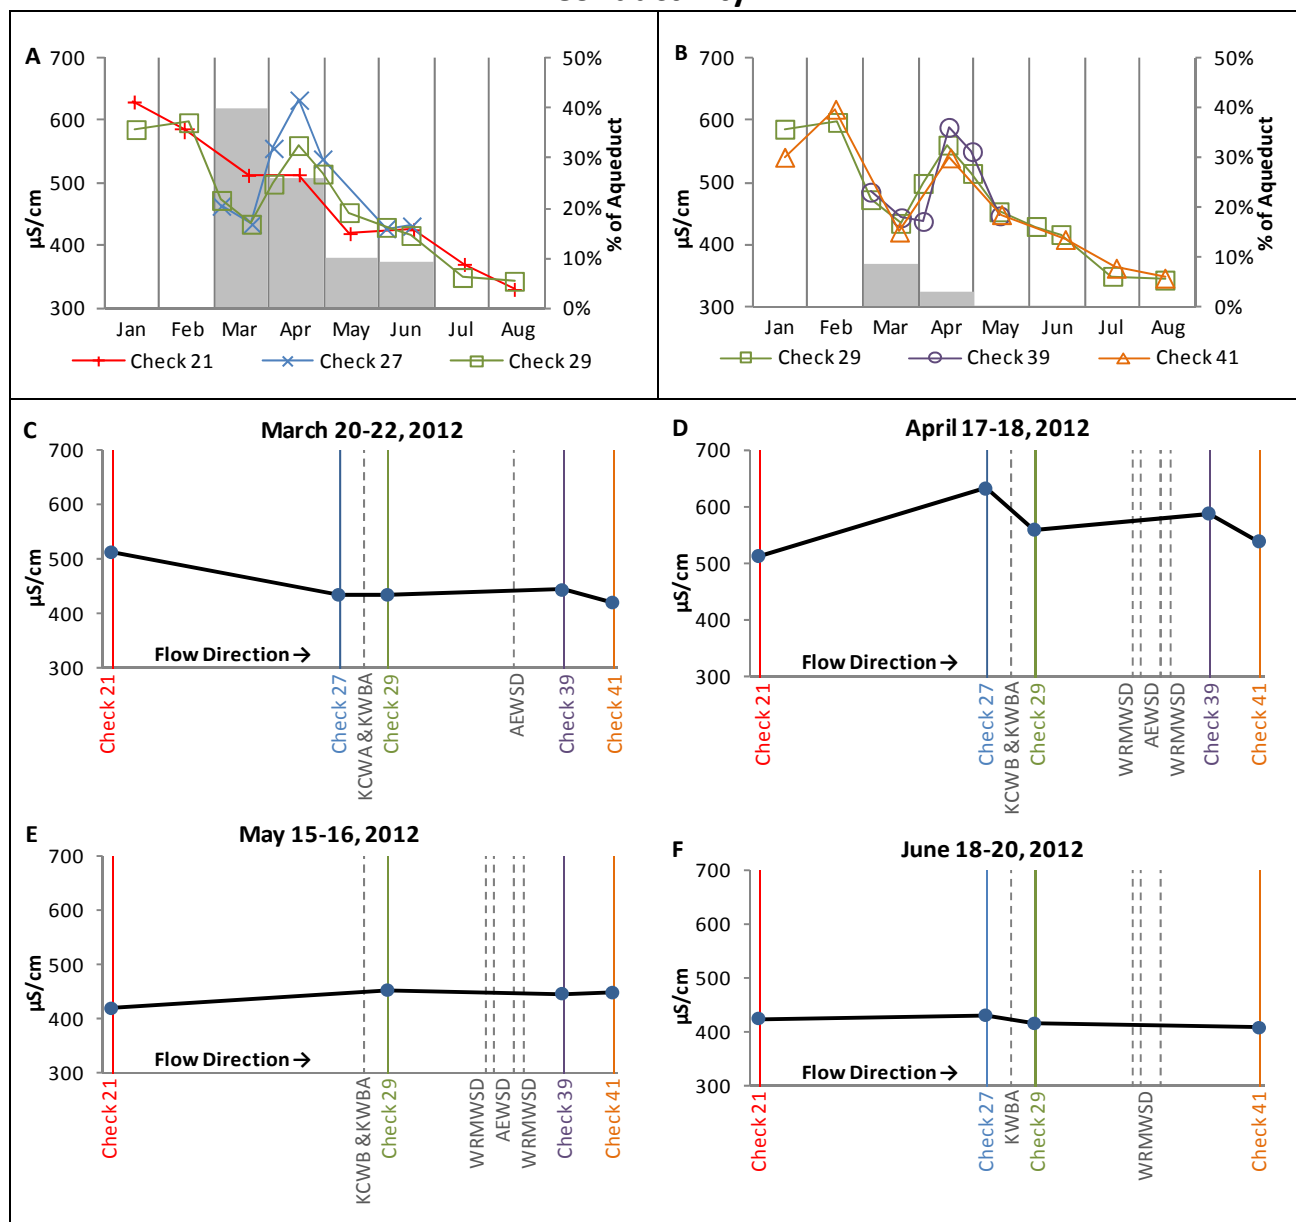 A
700
600
500
400
300
µS/cm
50%
40%
30%
20%
10%
0%
% of Aqueduct
Jan Feb Mar Apr May Jun Jul Aug
Check 21 Check 27 Check 29
B
700
600
500
400
300
µS/cm
50%
40%
30%
20%
10%
0%
% of Aqueduct
Jan Feb Mar Apr May Jun Jul Aug
Check 29 Check 39 Check 41
C
March 20-22, 2012
700
600
500
400
300
µS/cm
Flow Direction →
Check 21
Check 27
KCWA & KWBA
Check 29
AEWSD
Check 39
Check 41
D
April 17-18, 2012
700
600
500
400
300
µS/cm
Flow Direction →
Check 21
Check 27
KCWB & KWBA
Check 29
WRMWSD
AEWSD
WRMWSD
Check 39
Check 41
E
May 15-16, 2012
700
600
500
400
300
µS/cm
Flow Direction →
Check 21
KCWB & KWBA
Check 29
WRMWSD
AEWSD
WRMWSD
Check 39
Check 41
F
June 18-20, 2012
700
600
500
400
300
µS/cm
Flow Direction →
Check 21
Check 27
KWBA
Check 29
WRMWSD
Check 41